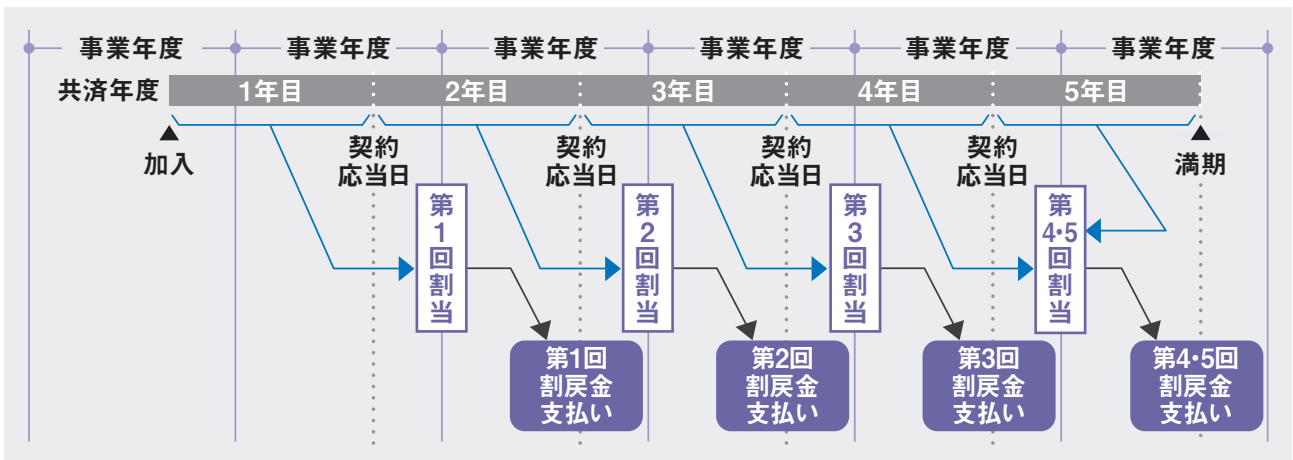 事業年度 事業年度 事業年度 事業年度 事業年度 事業年度
共済年度 1年目 2年目 3年目 4年目 5年目
▲ ▲
加入 契約 契約 契約 契約 満期
応当日 応当日 応当日 応当日
第1回割当
第2回割当
第3回割当
第4・5回割当
第1回
割戻金
支払い
第2回
割戻金
支払い
第3回
割戻金
支払い
第4・5回
割戻金
支払い